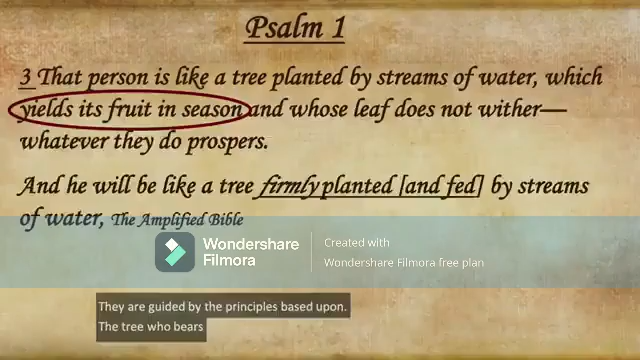 Psalm 1
3 That person is like a tree planted by streams of water, which
yields its fruit in season and whose leaf does not wither—
whatever they do prospers.
And he will be like a tree firmly planted [and fed] by streams
of water, The Amplified Bible
Wondershare
Filmora
Created with
Wondershare Filmora free plan
They are guided by the principles based upon.
The tree who bears